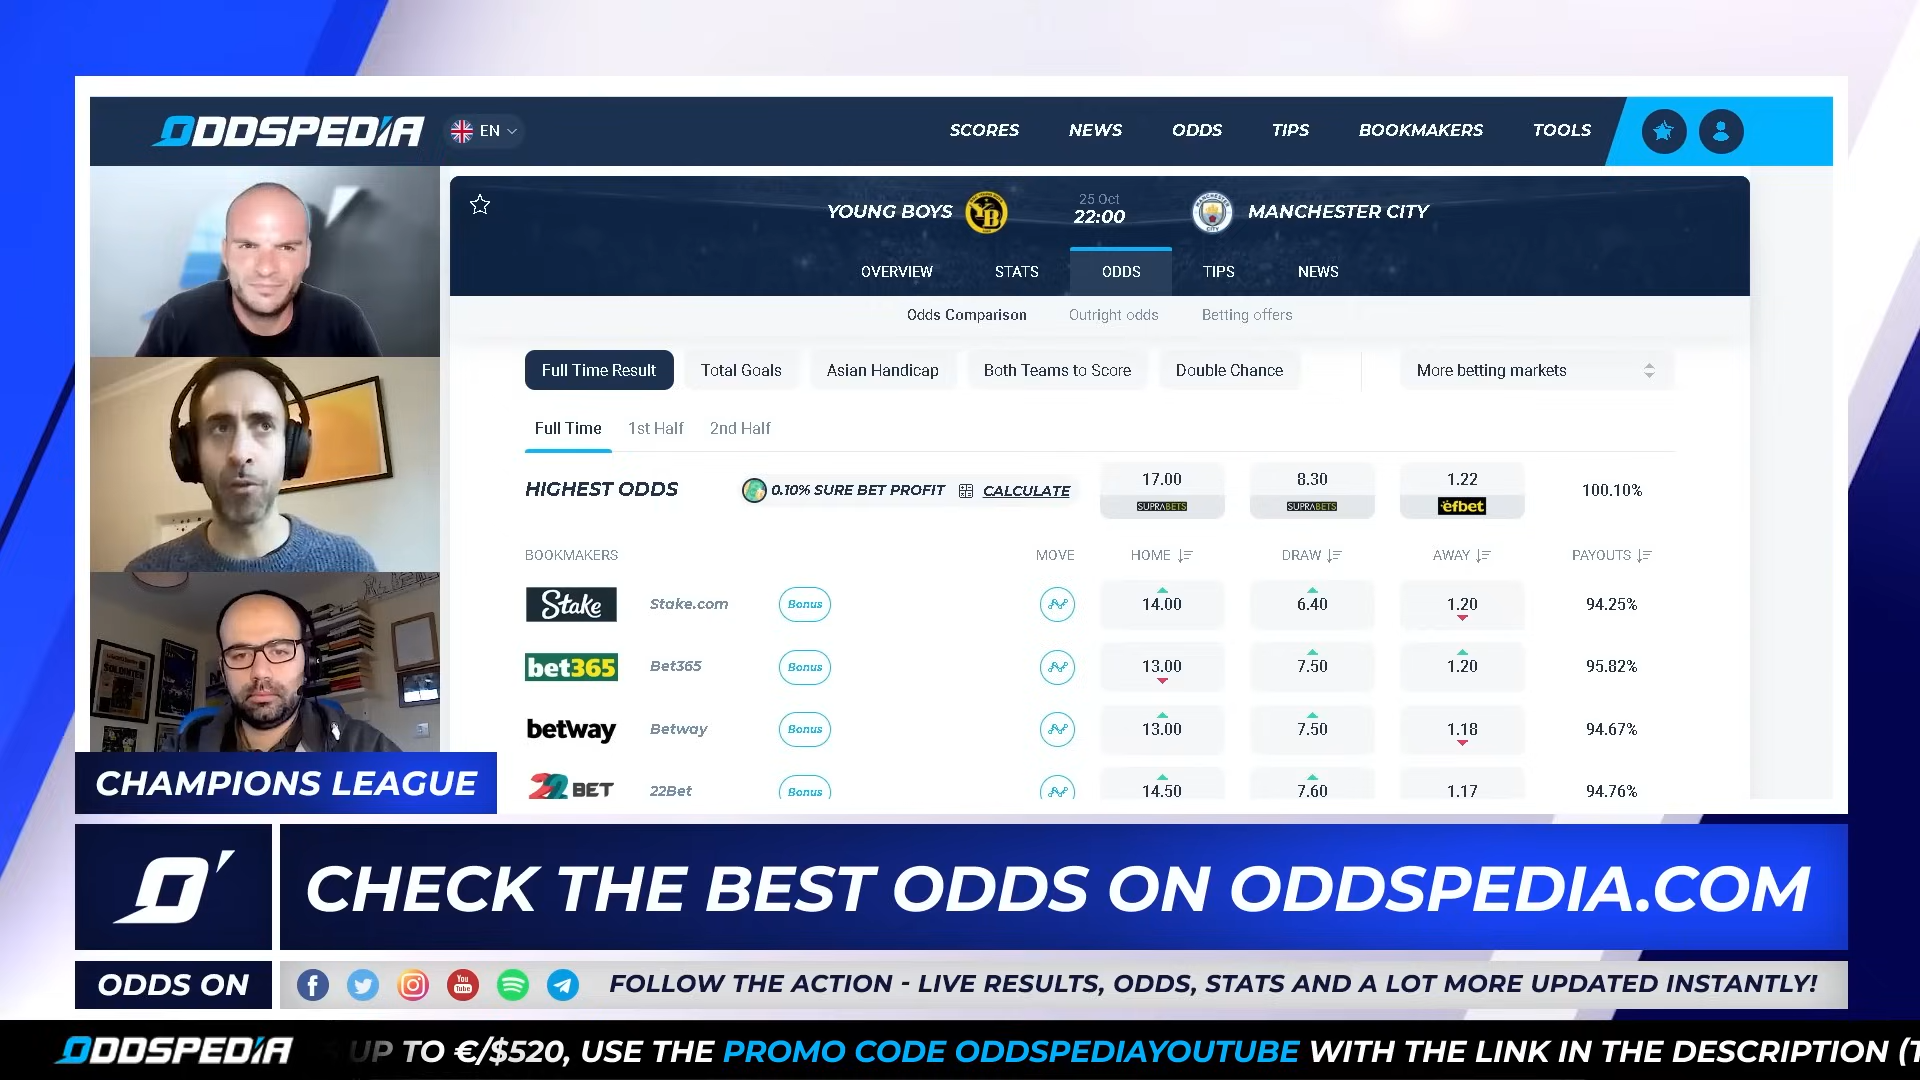 ODDSPEDIA
EN
SCORES
NEWS
ODDS
TIPS
BOOKMAKERS
TOOLS
YOUNG BOYS
YB
25 Oct
22:00
MANCHESTER CITY
OVERVIEW
STATS
ODDS
TIPS
NEWS
Odds Comparison
Outright odds
Betting offers
Full Time Result
Total Goals
Asian Handicap
Both Teams to Score
Double Chance
More betting markets
Full Time
1st Half
2nd Half
HIGHEST ODDS
0.10% SURE BET PROFIT
CALCULATE
17.00
SUPRABETS
8.30
SUPRABETS
1.22
efbet
100.10%
BOOKMAKERS
MOVE
HOME
DRAW
AWAY
PAYOUTS
Stake
Stake.com
Bonus
14.00
6.40
1.20
94.25%
bet365
Bet365
Bonus
13.00
7.50
1.20
95.82%
betway
Betway
Bonus
13.00
7.50
1.18
94.67%
22BET
22Bet
Bonus
14.50
7.60
1.17
94.76%
CHAMPIONS LEAGUE
O'
CHECK THE BEST ODDS ON ODDSPEDIA.COM
ODDS ON
FOLLOW THE ACTION - LIVE RESULTS, ODDS, STATS AND A LOT MORE UPDATED INSTANTLY!
ODDSPEDIA
UP TO €/$520, USE THE PROMO CODE ODDSPEDIAYOUTUBE WITH THE LINK IN THE DESCRIPTION (T